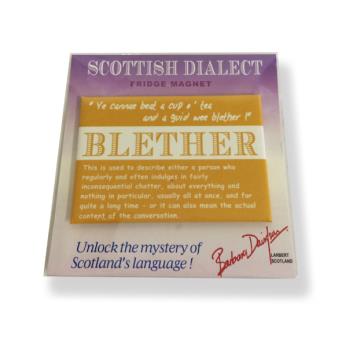 SCOTTISH DIALECT
FRIDGE MAGNET
"Ye cannae beat a cup o' tea
and a guid wee blether!"
BLETHER
This is used to describe either a person who
regularly and often indulges in fairly
inconsequential chatter, about everything and
nothing in particular, usually all at once, and for
quite a long time - or it can also mean the actual
content of the conversation.
Unlock the mystery of
Scotland's language!
Barbara
LARBERT
SCOTLAND